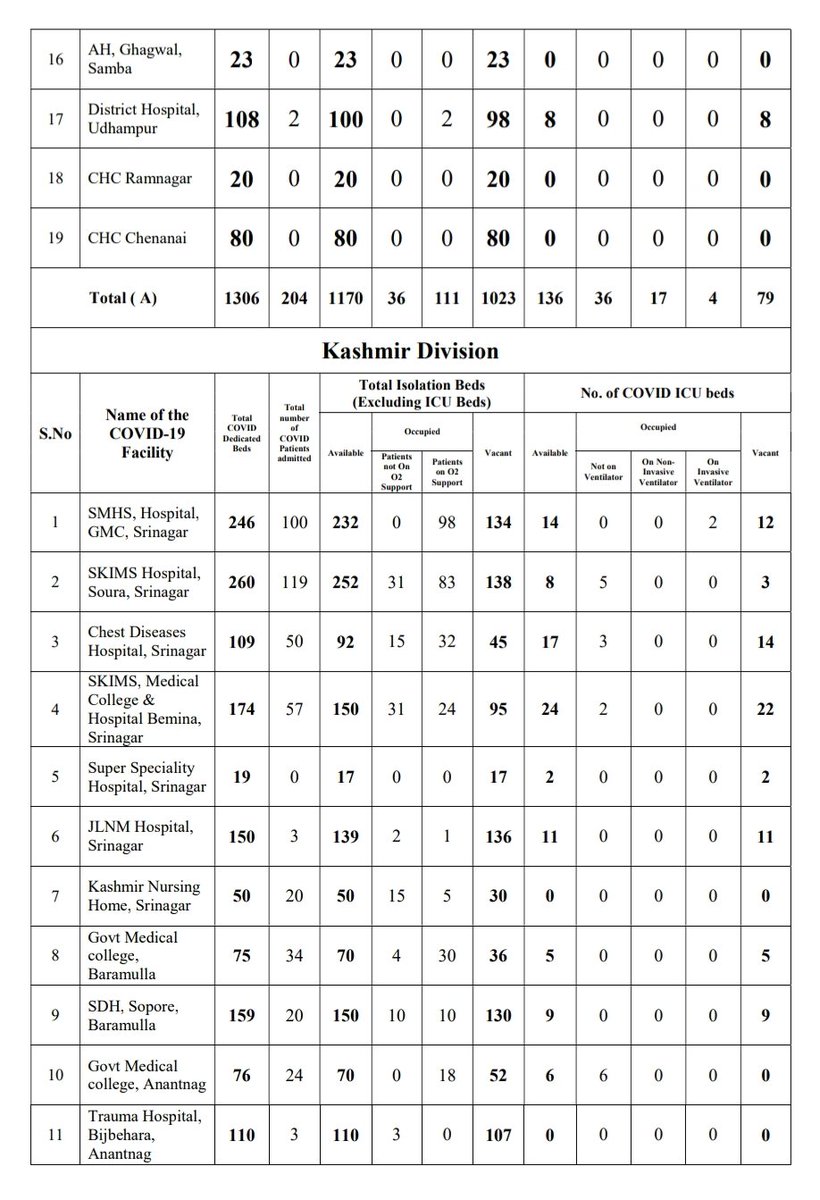 16 AH, Ghagwal, Samba 23 0 23 0 0 23 0 0 0 0 0
17 District Hospital, Udhampur 108 2 100 0 2 98 8 0 0 0 8
18 CHC Ramnagar 20 0 20 0 0 20 0 0 0 0 0
19 CHC Chenanai 80 0 80 0 0 80 0 0 0 0 0
Total ( A) 1306 204 1170 36 111 1023 136 36 17 4 79
Kashmir Division
S.No
Name of the COVID-19 Facility
Total COVID Dedicated Beds
Total number of COVID Patients admitted
Total Isolation Beds (Excluding ICU Beds)
No. of COVID ICU beds
Available
Occupied
Patients not On O2 Support
Patients on O2 Support
Vacant
Available
Occupied
Not on Ventilator
On Non-Invasive Ventilator
On Invasive Ventilator
Vacant
1 SMHS, Hospital, GMC, Srinagar 246 100 232 0 98 134 14 0 0 2 12
2 SKIMS Hospital, Soura, Srinagar 260 119 252 31 83 138 8 5 0 0 3
3 Chest Diseases Hospital, Srinagar 109 50 92 15 32 45 17 3 0 0 14
4 SKIMS, Medical College & Hospital Bemina, Srinagar 174 57 150 31 24 95 24 2 0 0 22
5 Super Speciality Hospital, Srinagar 19 0 17 0 0 17 2 0 0 0 2
6 JLNM Hospital, Srinagar 150 3 139 2 1 136 11 0 0 0 11
7 Kashmir Nursing Home, Srinagar 50 20 50 15 5 30 0 0 0 0 0
8 Govt Medical college, Baramulla 75 34 70 4 30 36 5 0 0 0 5
9 SDH, Sopore, Baramulla 159 20 150 10 10 130 9 0 0 0 9
10 Govt Medical college, Anantnag 76 24 70 0 18 52 6 6 0 0 0
11 Trauma Hospital, Bijbehara, Anantnag 110 3 110 3 0 107 0 0 0 0 0